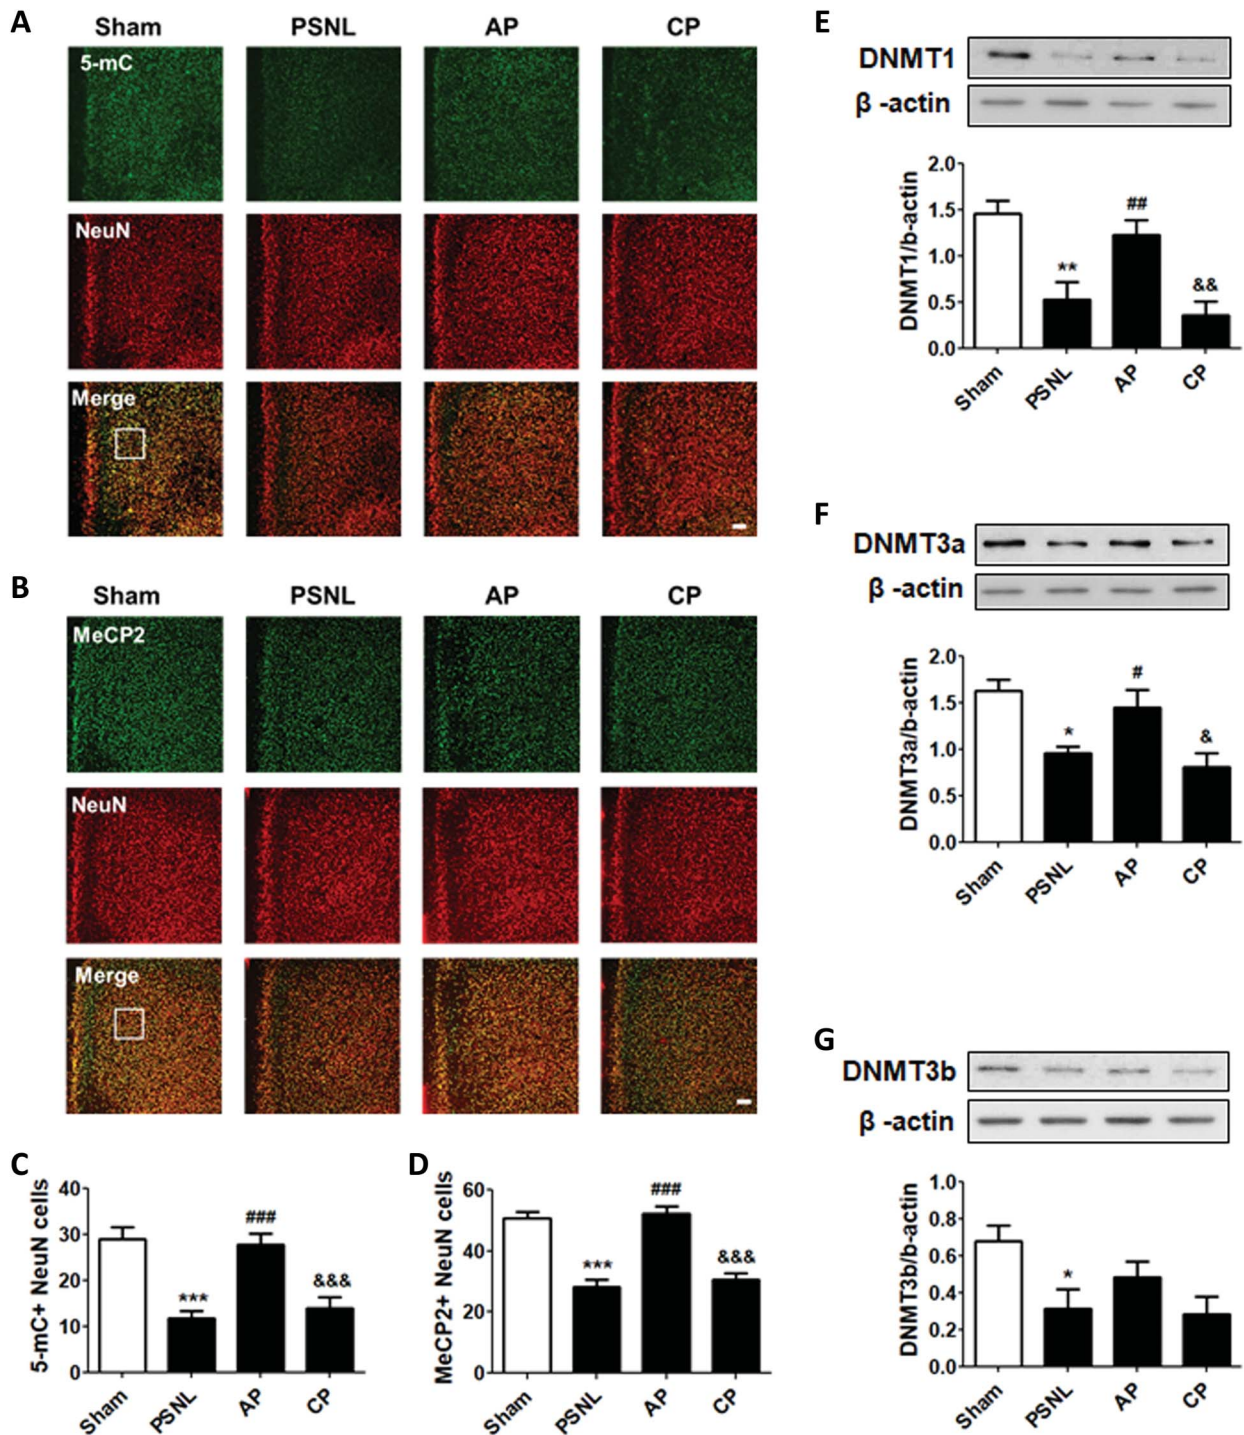 A
Sham PSNL AP CP
5-mC
NeuN
Merge
B
Sham PSNL AP CP
MeCP2
NeuN
Merge
C
5-mC+ NeuN cells
40
30
20
10
0
***
###
&&&
Sham PSNL AP CP
D
MeCP2+ NeuN cells
60
40
20
0
***
###
&&&
Sham PSNL AP CP
E
DNMT1
β -actin
DNMT1/b-actin
2.0
1.5
1.0
0.5
0.0
**
##
&&
Sham PSNL AP CP
F
DNMT3a
β -actin
DNMT3a/b-actin
2.0
1.5
1.0
0.5
0.0
*
#
&
Sham PSNL AP CP
G
DNMT3b
β -actin
DNMT3b/b-actin
1.0
0.8
0.6
0.4
0.2
0.0
*
Sham PSNL AP CP